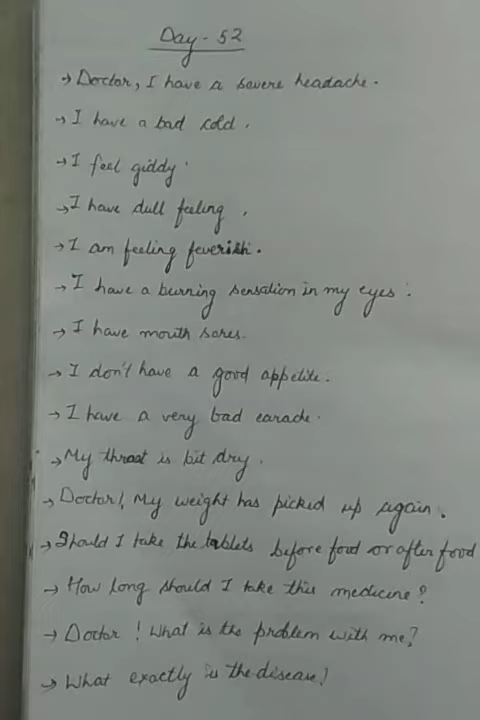 Day - 52
→ Doctor, I have a severe headache.
→ I have a bad cold.
→ I feel giddy.
→ I have dull feeling.
→ I am feeling feverish.
→ I have a burning sensation in my eyes.
→ I have mouth sores.
→ I don't have a good appetite.
→ I have a very bad earache.
→ My throat is bit dry.
→ Doctor!, My weight has picked up again.
→ Should I take the tablets before food or after food
→ How long should I take this medicine?
→ Doctor! What is the problem with me?
→ What exactly is the disease?